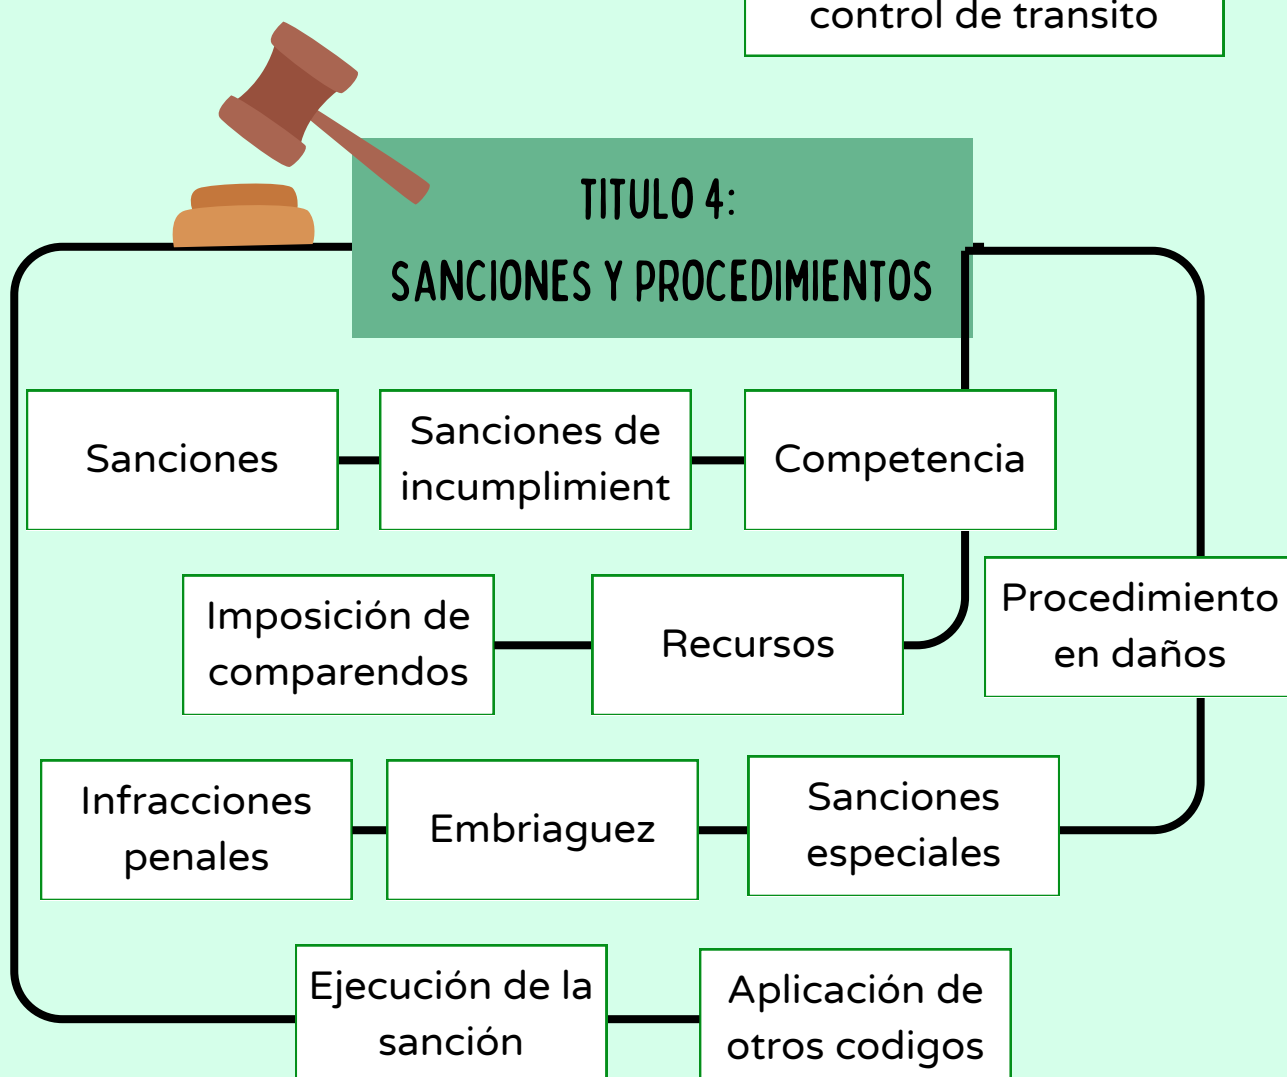 control de transito
TITULO 4:
SANCIONES Y PROCEDIMIENTOS
Sanciones
Sanciones de
incumplimient
Competencia
Imposición de
comparendos
Recursos
Procedimiento
en daños
Infracciones
penales
Embriaguez
Sanciones
especiales
Ejecución de la
sanción
Aplicación de
otros codigos